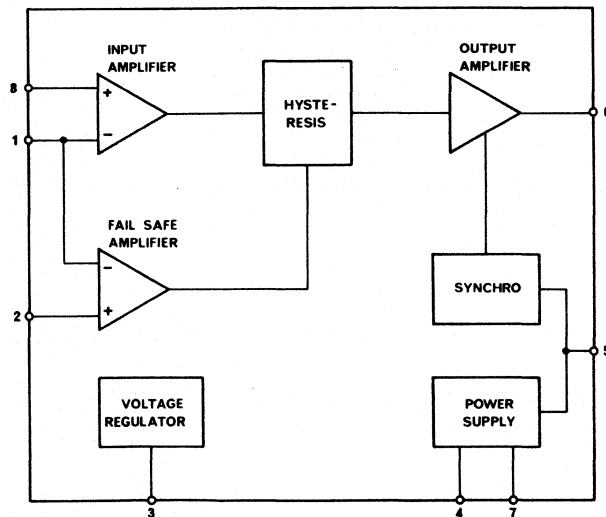 INPUT
AMPLIFIER
OUTPUT
AMPLIFIER
8
+
HYSTE-
RESIS
1
−
FAIL SAFE
AMPLIFIER
−
SYNCHRO
2
+
VOLTAGE
REGULATOR
POWER
SUPPLY
3
4
7